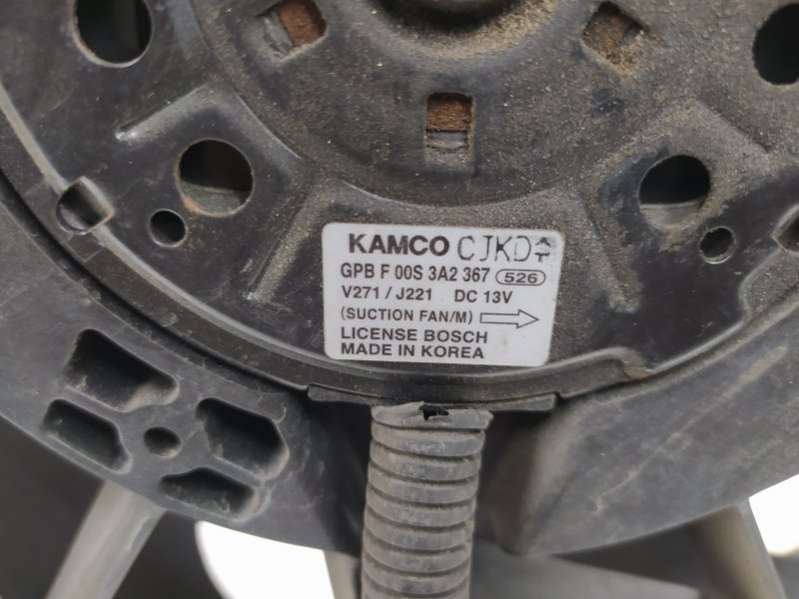 KAMCO CJKD
GPB F 00S 3A2 367 526
V271 / J221 DC 13V
(SUCTION FAN/M)
LICENSE BOSCH
MADE IN KOREA